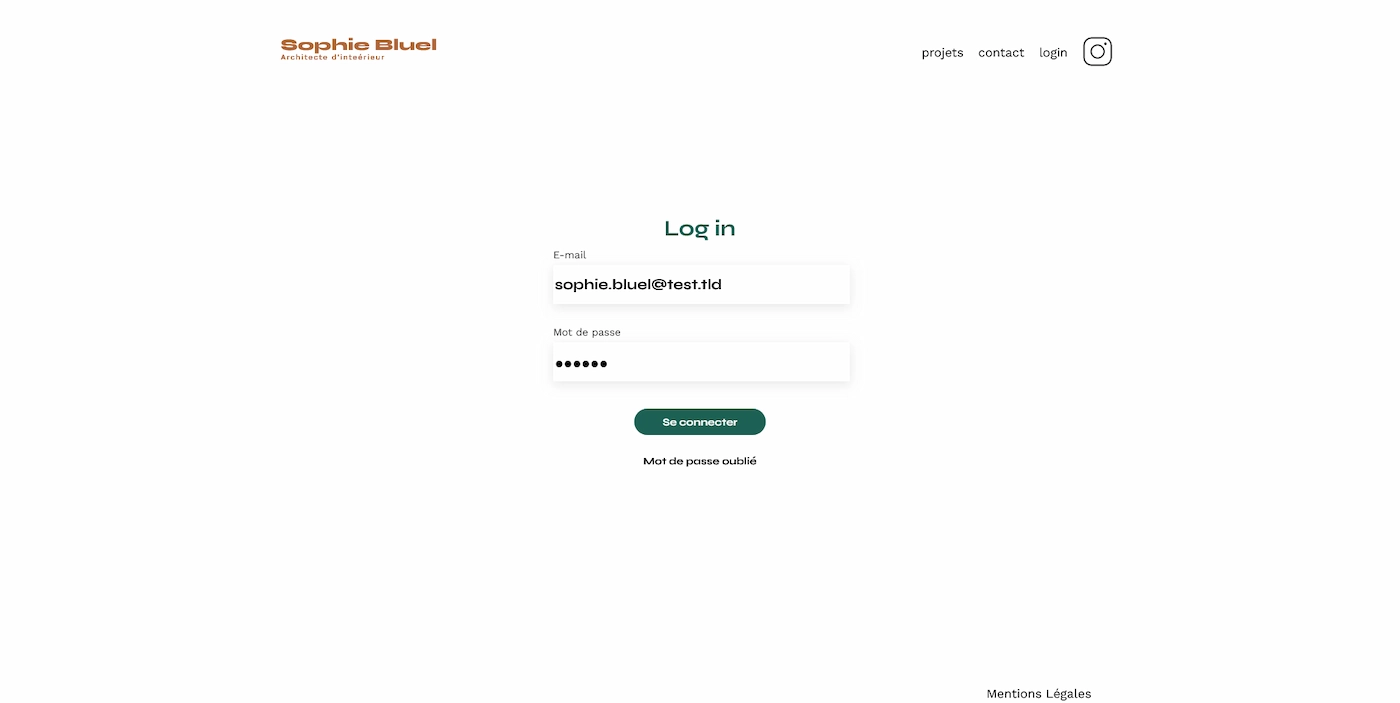 Sophie Bluel
Architecte d'inteérieur
projets contact login
Log in
E-mail
sophie.bluel@test.tld
Mot de passe
●●●●●●
Se connecter
Mot de passe oublié
Mentions Légales